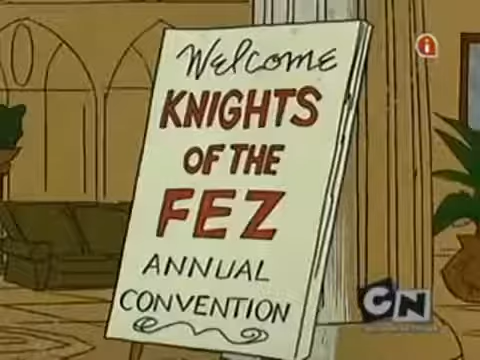 Welcome
KNIGHTS
OF THE
FEZ
ANNUAL
CONVENTION
i
CN